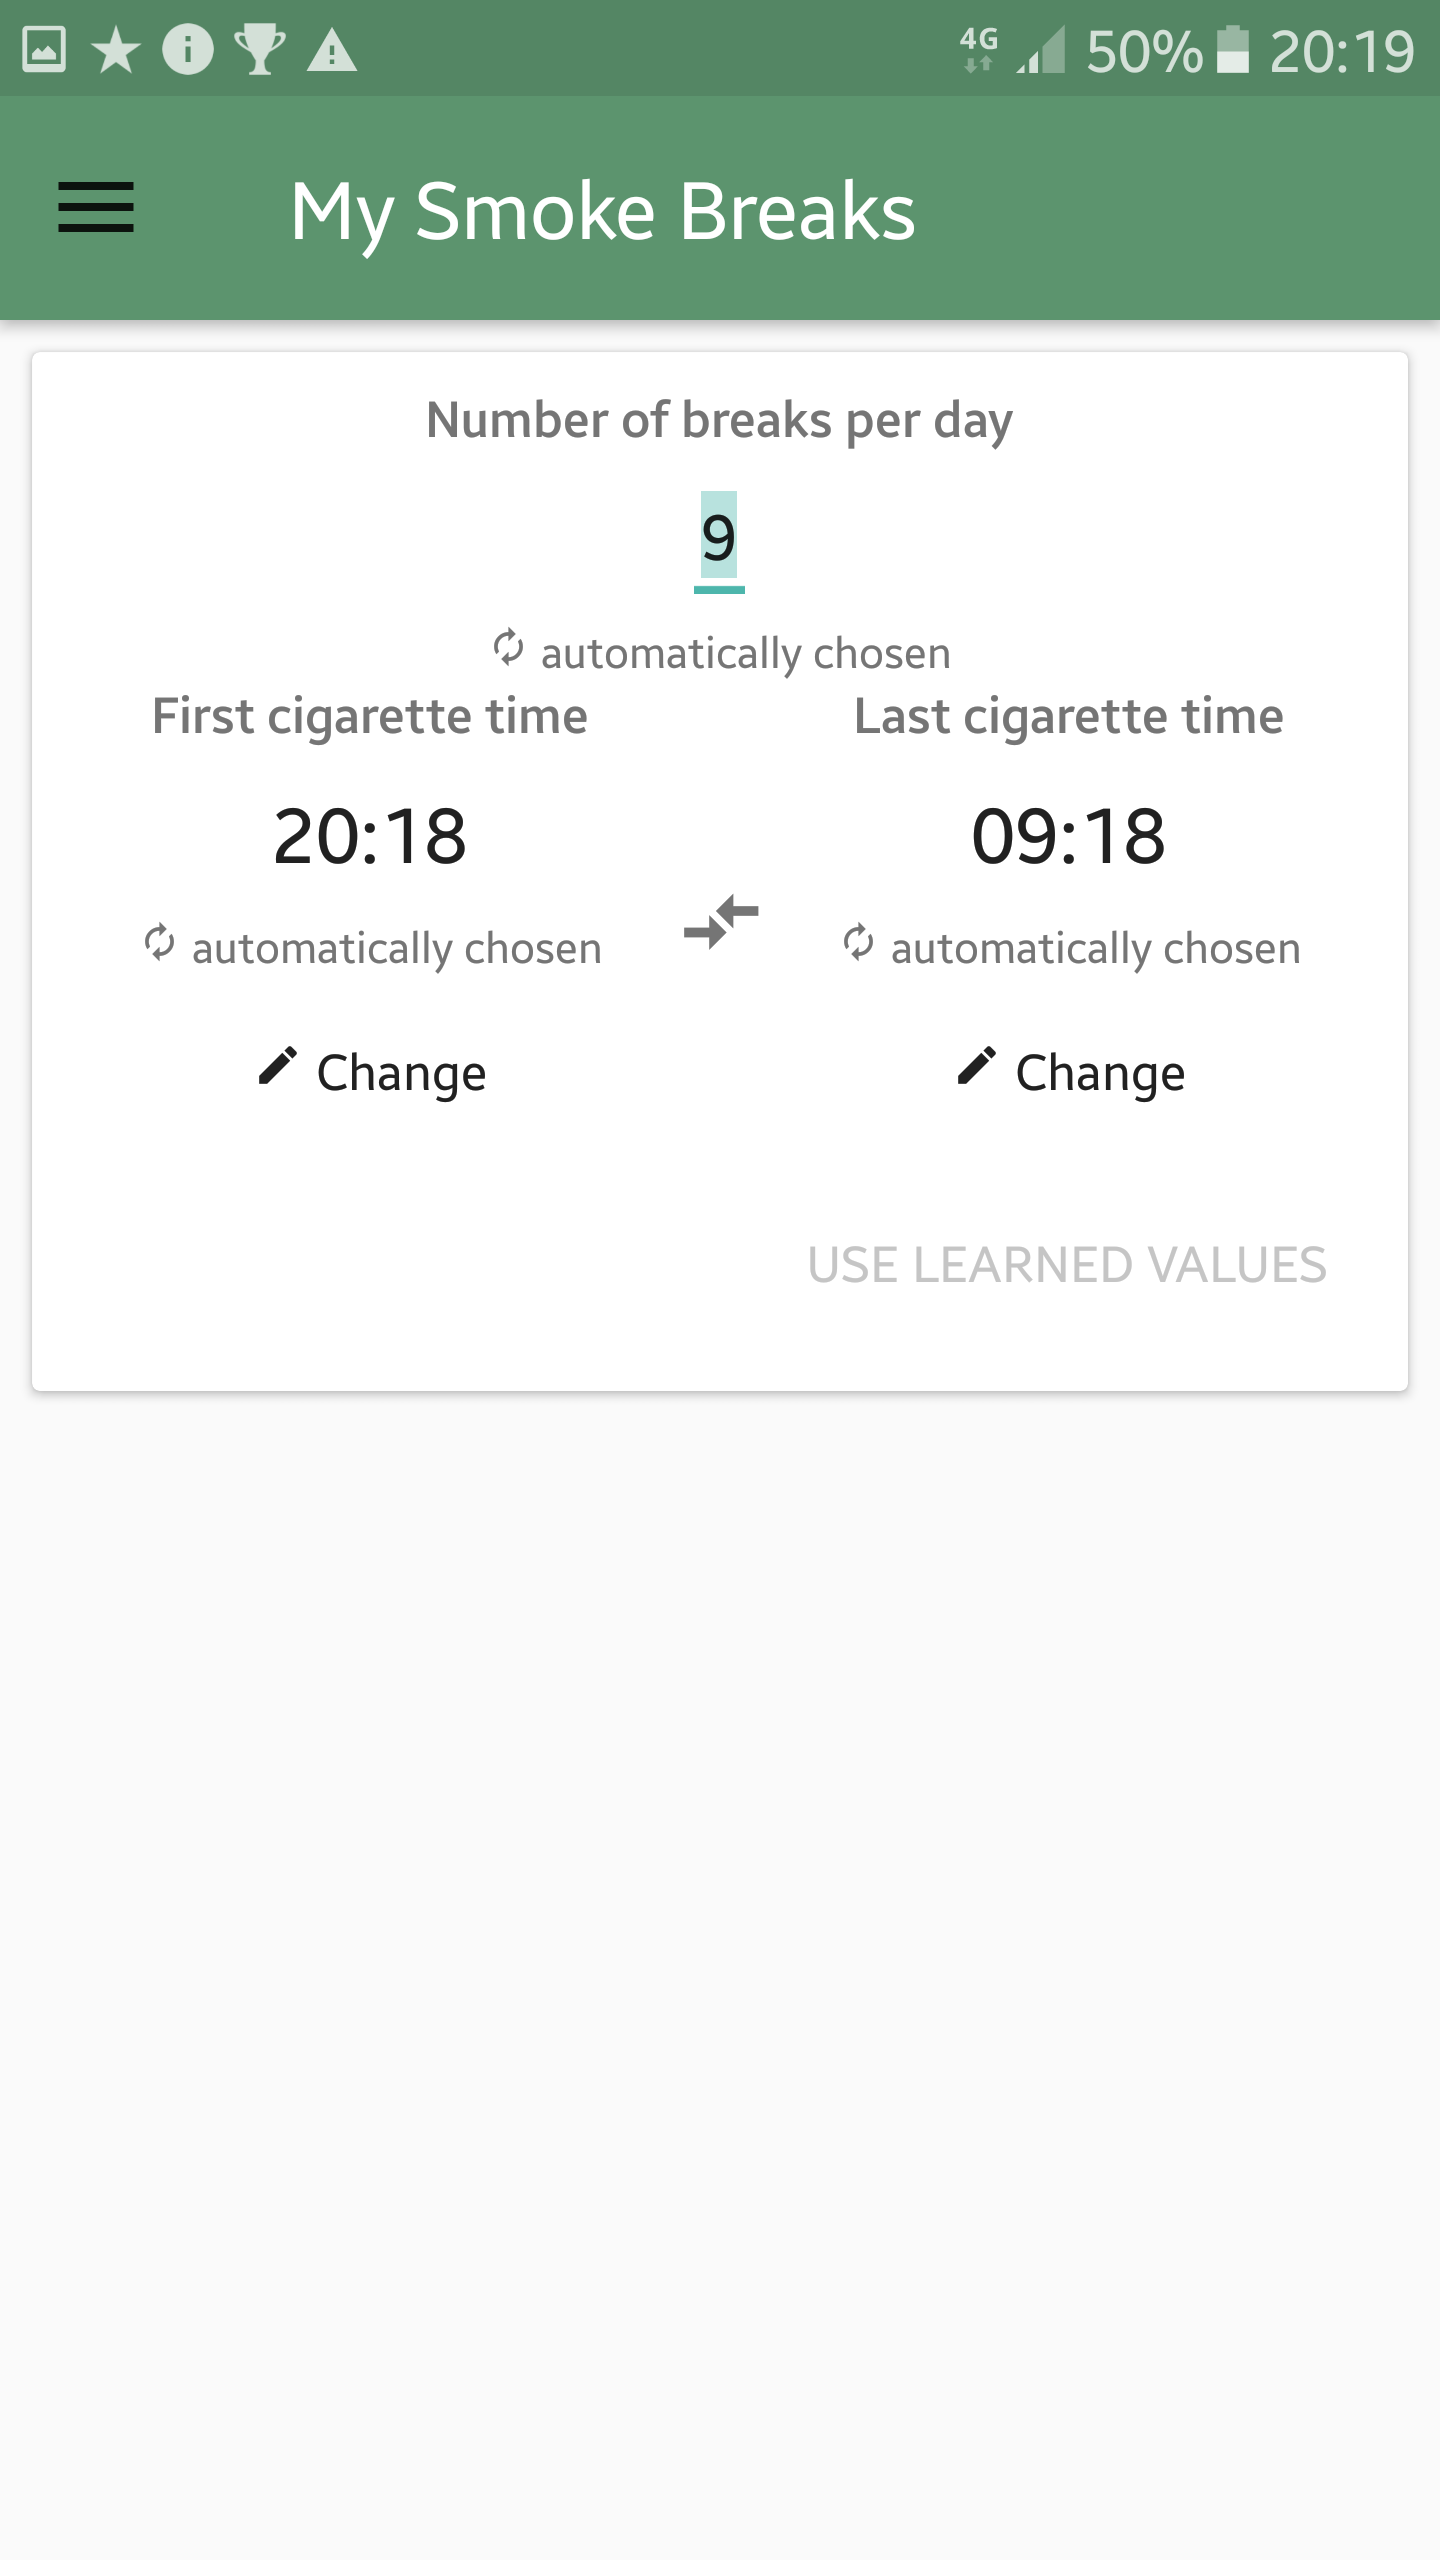 4G 50% 20:19
My Smoke Breaks
Number of breaks per day
9
automatically chosen
First cigarette time Last cigarette time
20:18 09:18
automatically chosen automatically chosen
Change Change
USE LEARNED VALUES